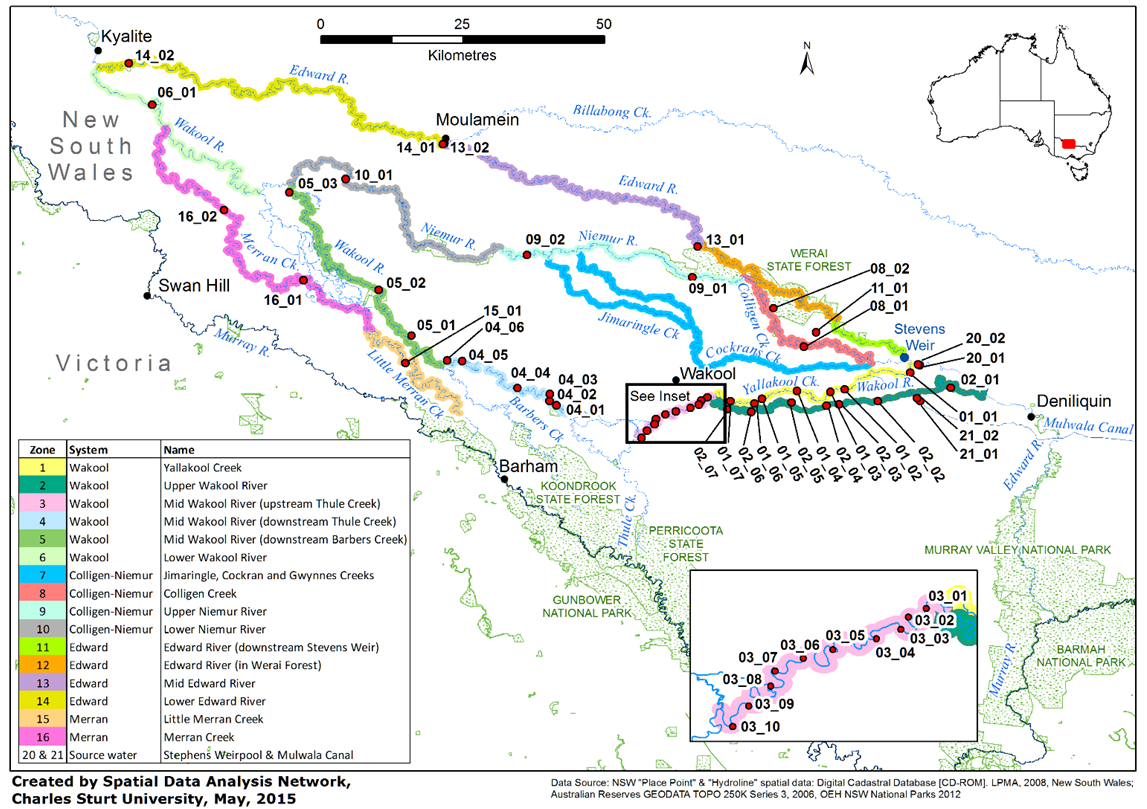 0 25 50
Kilometres
N
Kyalite
14_02
Edward R.
06_01
Billabong Ck.
New
South
Wales
Wakool R.
Moulamein
14_01
13_02
05_03
10_01
Edward R.
16_02
Niemur R.
09_02
Niemur R.
13_01
WERAI
STATE FOREST
Merran Ck.
Wakool R.
08_02
11_01
08_01
Swan Hill
16_01
05_02
09_01
Colligen Ck.
15_01
04_06
Jimaringle Ck
Stevens
Weir
20_02
20_01
Murray R.
05_01
04_05
Cockrans Ck
Victoria
Little Merran Ck
04_04
04_03
04_02
04_01
Wakool
See Inset
Yallakool Ck.
Wakool R.
02_01
01_01
21_02
21_01
Deniliquin
Mulwala Canal
Barbers Ck
02_07
01_07
02_06
01_06
02_05
01_05
02_04
01_04
02_03
01_03
01_02
02_02
Barham
Edward R.
KOONDROOK
STATE FOREST
Thule Ck.
PERRICOOTA
STATE
FOREST
MURRAY VALLEY NATIONAL PARK
GUNBOWER
NATIONAL PARK
BARMAH
NATIONAL PARK
Murray R.
03_01
03_02
03_03
03_04
03_05
03_06
03_07
03_08
03_09
03_10
Zone System Name
1 Wakool Yallakool Creek
2 Wakool Upper Wakool River
3 Wakool Mid Wakool River (upstream Thule Creek)
4 Wakool Mid Wakool River (downstream Thule Creek)
5 Wakool Mid Wakool River (downstream Barbers Creek)
6 Wakool Lower Wakool River
7 Colligen-Niemur Jimaringle, Cockran and Gwynnes Creeks
8 Colligen-Niemur Colligen Creek
9 Colligen-Niemur Upper Niemur River
10 Colligen-Niemur Lower Niemur River
11 Edward Edward River (downstream Stevens Weir)
12 Edward Edward River (in Werai Forest)
13 Edward Mid Edward River
14 Edward Lower Edward River
15 Merran Little Merran Creek
16 Merran Merran Creek
20 & 21 Source water Stephens Weirpool & Mulwala Canal
Created by Spatial Data Analysis Network,
Charles Sturt University, May, 2015
Data Source: NSW "Place Point" & "Hydroline" spatial data: Digital Cadastral Database [CD-ROM]. LPMA, 2008, New South Wales;
Australian Reserves GEODATA TOPO 250K Series 3, 2006, OEH NSW National Parks 2012